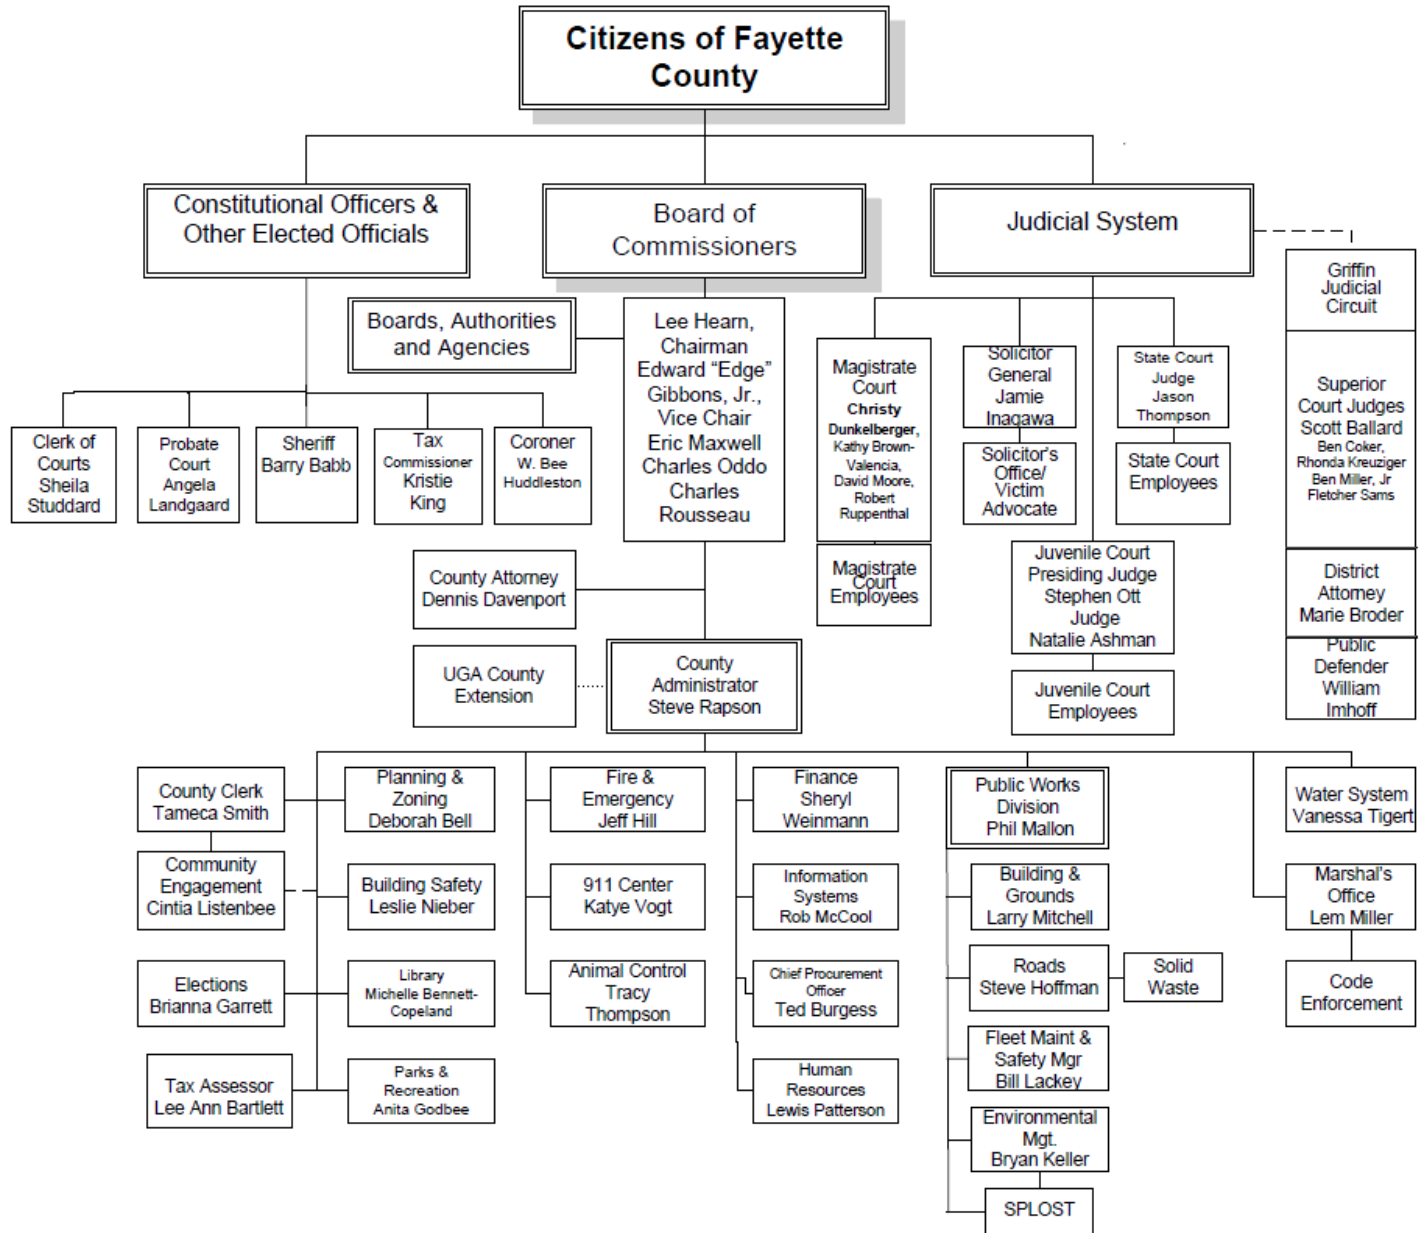 Citizens of Fayette
County
Constitutional Officers &
Other Elected Officials
Board of
Commissioners
Judicial System
Griffin
Judicial
Circuit
Boards, Authorities
and Agencies
Lee Hearn,
Chairman
Edward “Edge”
Gibbons, Jr.,
Vice Chair
Eric Maxwell
Charles Oddo
Charles
Rousseau
Magistrate
Court
Christy
Dunkelberger,
Kathy Brown-
Valencia,
David Moore,
Robert
Ruppenthal
Solicitor
General
Jamie
Inagawa
State Court
Judge
Jason
Thompson
Superior
Court Judges
Scott Ballard
Ben Coker,
Rhonda Kreuziger
Ben Miller, Jr
Fletcher Sams
Clerk of
Courts
Sheila
Studdard
Probate
Court
Angela
Landgaard
Sheriff
Barry Babb
Tax
Commissioner
Kristie
King
Coroner
W. Bee
Huddleston
Solicitor's
Office/
Victim
Advocate
State Court
Employees
Magistrate
Court
Employees
Juvenile Court
Presiding Judge
Stephen Ott
Judge
Natalie Ashman
District
Attorney
Marie Broder
County Attorney
Dennis Davenport
UGA County
Extension
County
Administrator
Steve Rapson
Juvenile Court
Employees
Public
Defender
William
Imhoff
County Clerk
Tameca Smith
Planning &
Zoning
Deborah Bell
Fire &
Emergency
Jeff Hill
Finance
Sheryl
Weinmann
Public Works
Division
Phil Mallon
Water System
Vanessa Tigert
Community
Engagement
Cintia Listenbee
Building Safety
Leslie Nieber
911 Center
Katye Vogt
Information
Systems
Rob McCool
Building &
Grounds
Larry Mitchell
Marshal's
Office
Lem Miller
Elections
Brianna Garrett
Library
Michelle Bennett-
Copeland
Animal Control
Tracy
Thompson
Chief Procurement
Officer
Ted Burgess
Roads
Steve Hoffman
Solid
Waste
Code
Enforcement
Tax Assessor
Lee Ann Bartlett
Parks &
Recreation
Anita Godbee
Human
Resources
Lewis Patterson
Fleet Maint &
Safety Mgr
Bill Lackey
Environmental
Mgt.
Bryan Keller
SPLOST